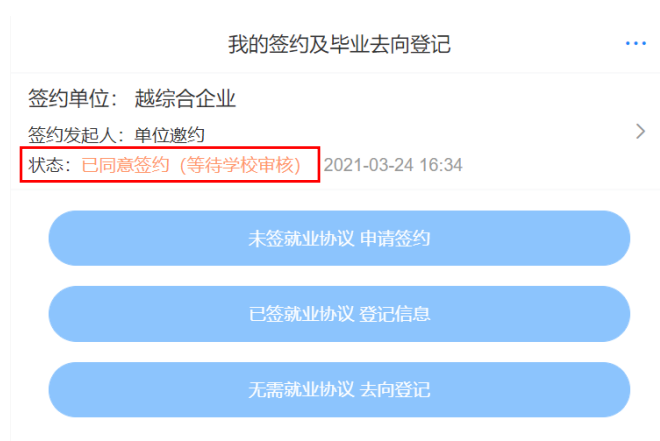 我的签约及毕业去向登记
签约单位： 越综合企业
签约发起人：单位邀约
状态：已同意签约（等待学校审核） 2021-03-24 16:34
未签就业协议 申请签约
已签就业协议 登记信息
无需就业协议 去向登记